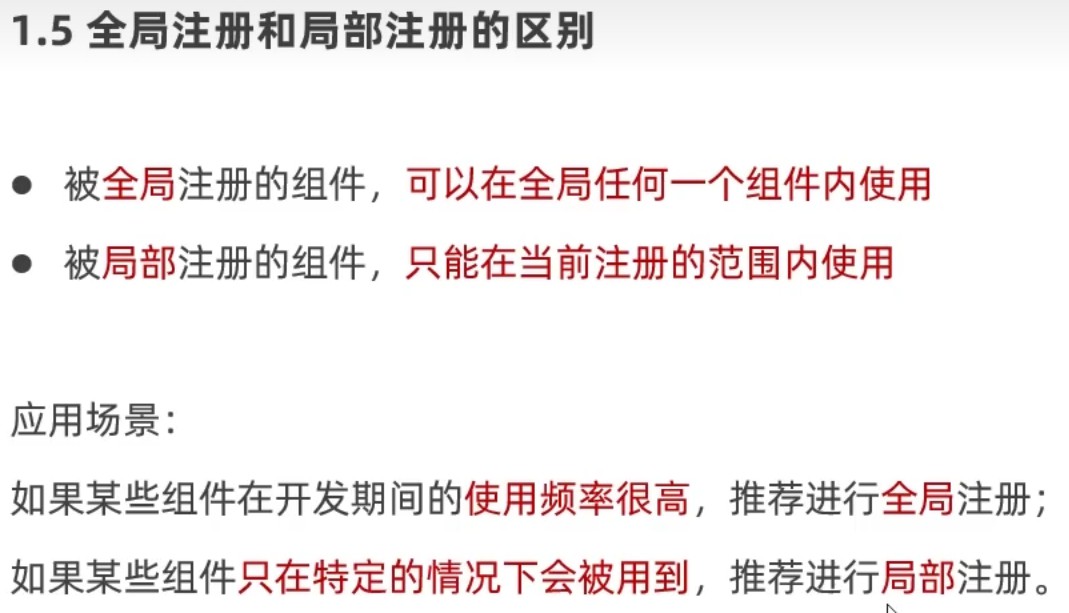 1.5 全局注册和局部注册的区别
● 被全局注册的组件，可以在全局任何一个组件内使用
● 被局部注册的组件，只能在当前注册的范围内使用
应用场景：
如果某些组件在开发期间的使用频率很高，推荐进行全局注册；
如果某些组件只在特定的情况下会被用到，推荐进行局部注册。